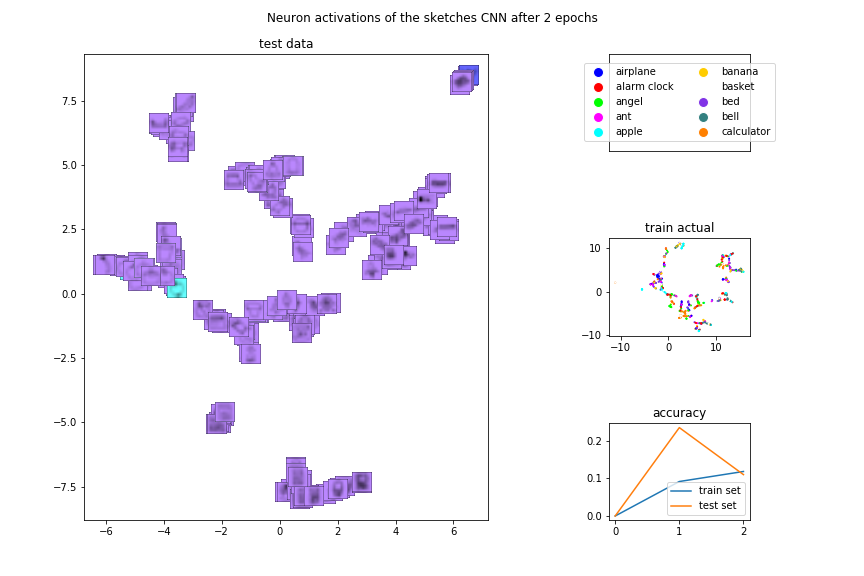 Neuron activations of the sketches CNN after 2 epochs
test data
7.5
5.0
2.5
0.0
−2.5
−5.0
−7.5
−6
−4
−2
0
2
4
6
airplane
alarm clock
angel
ant
apple
banana
basket
bed
bell
calculator
train actual
10
0
−10
−10
0
10
accuracy
0.2
0.1
0.0
train set
test set
0
1
2